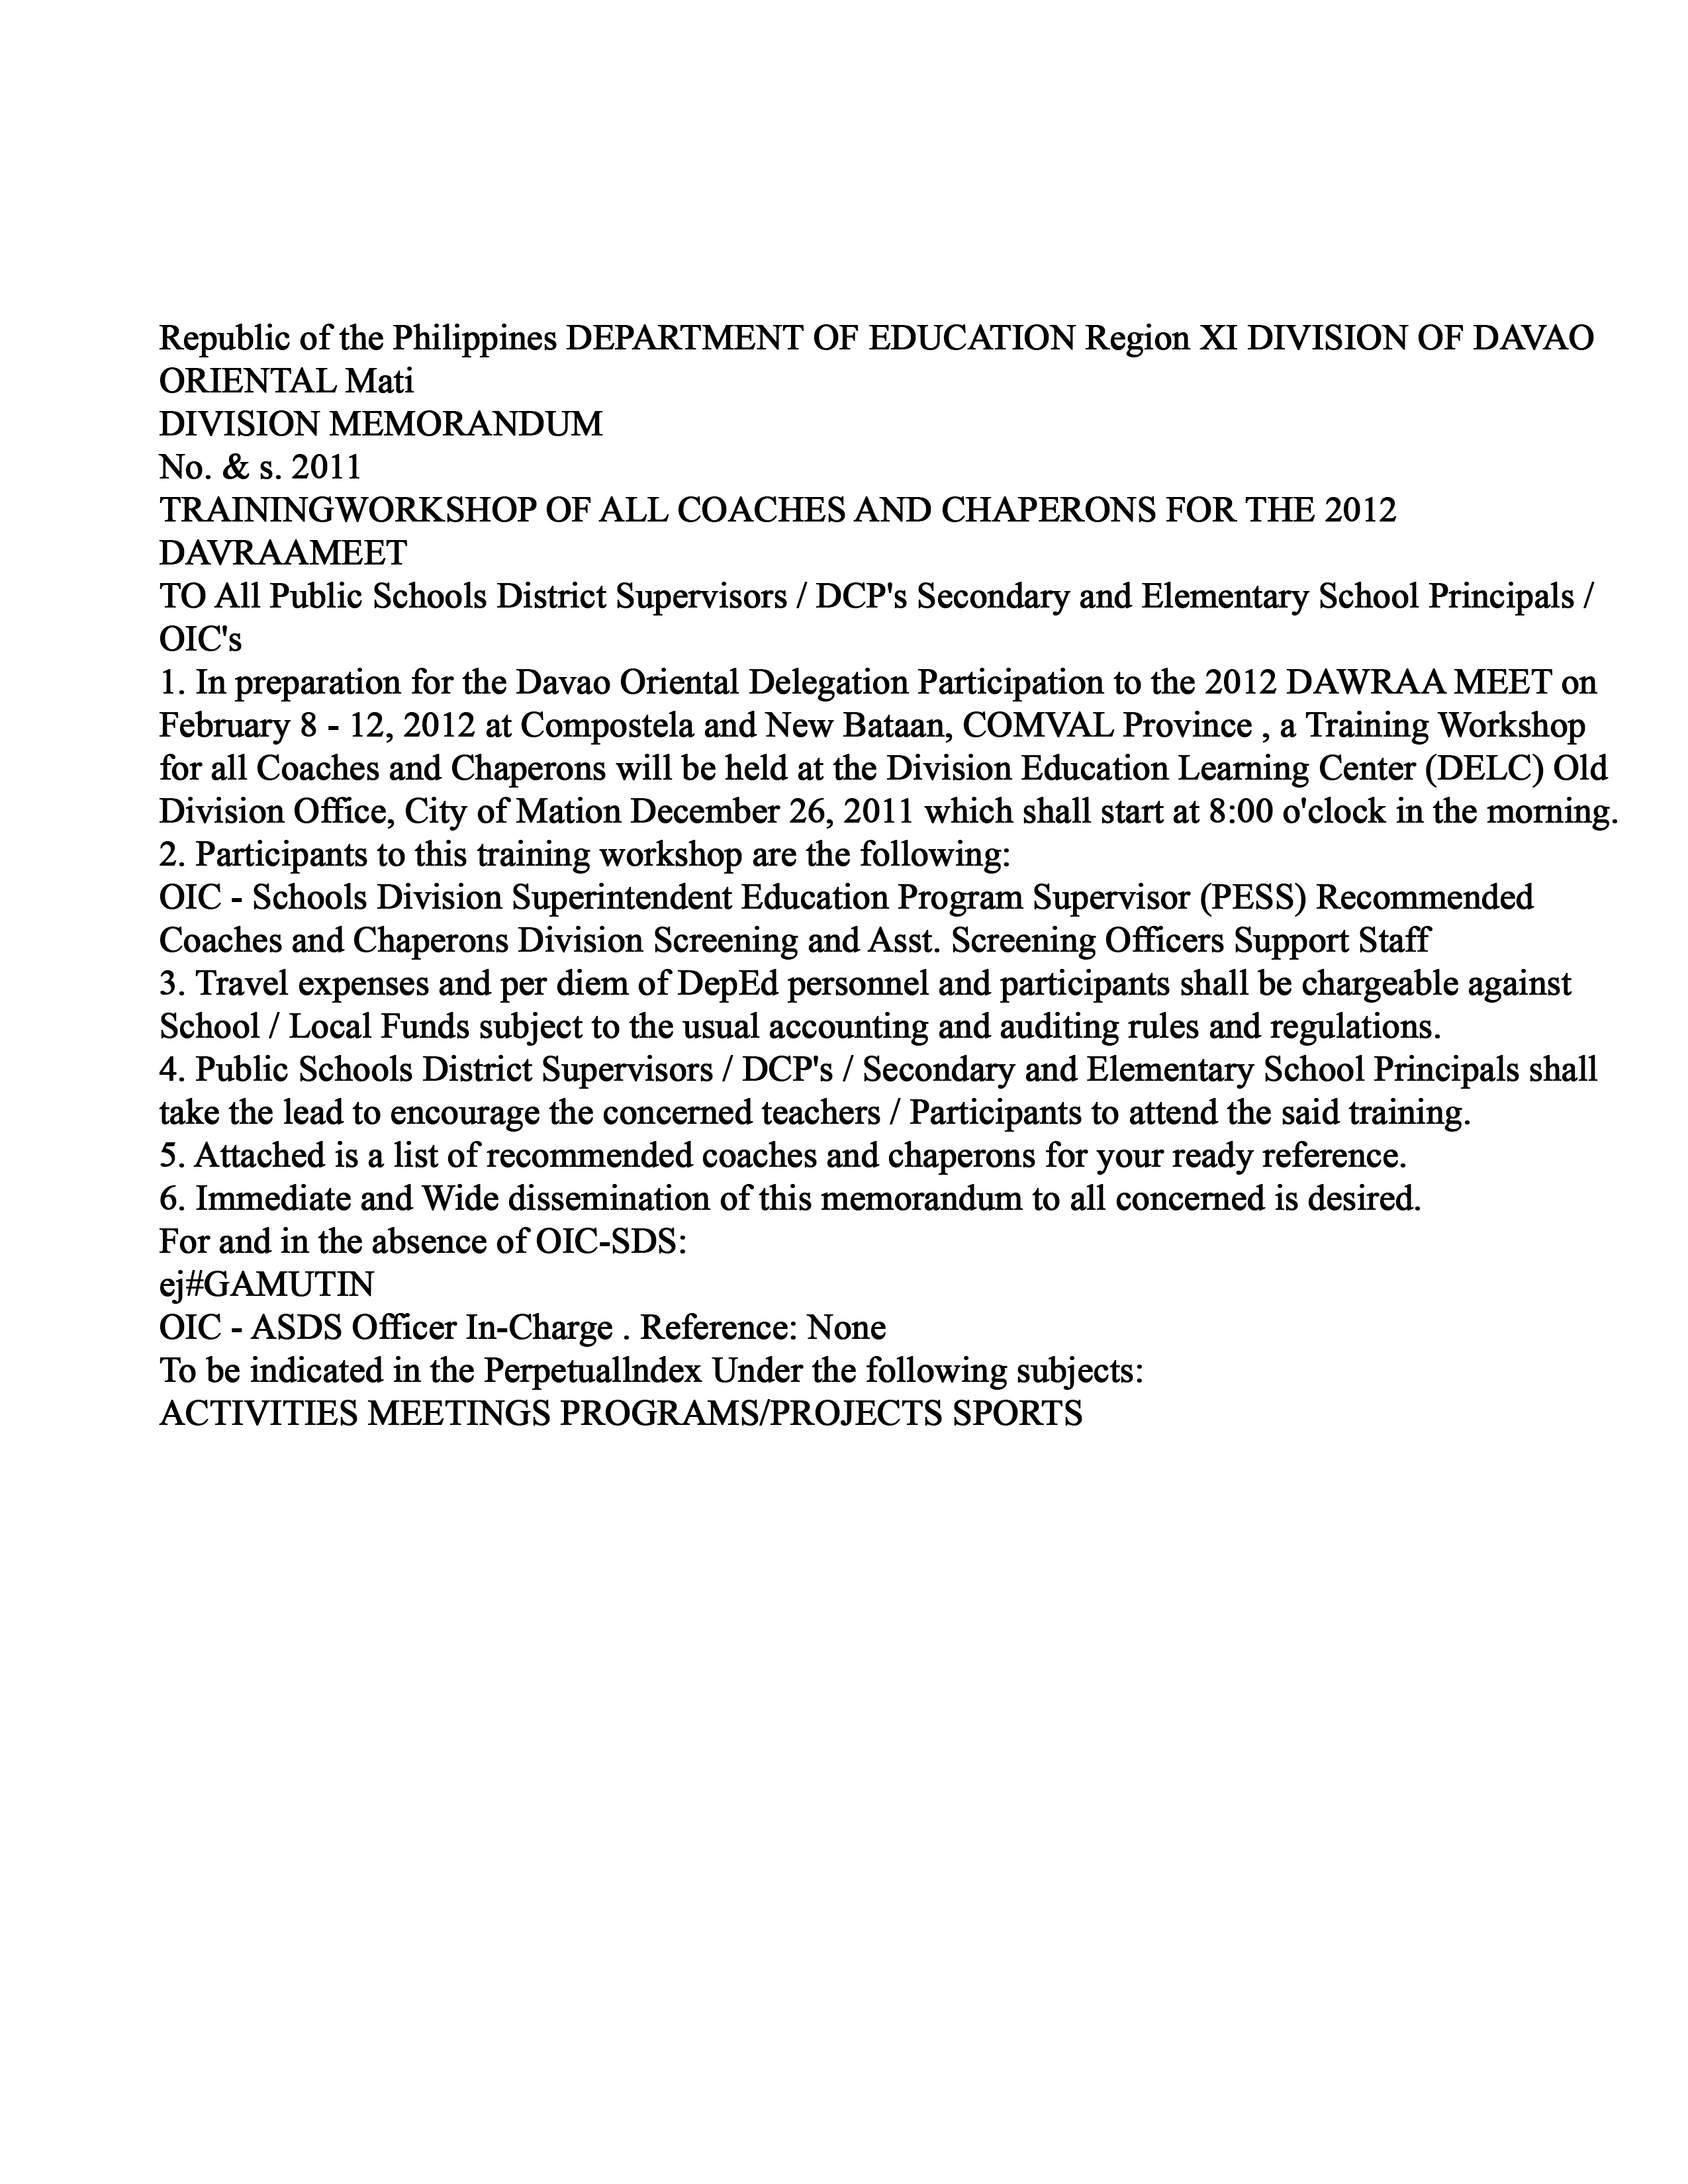 Republic of the Philippines DEPARTMENT OF EDUCATION Region XI DIVISION OF DAVAO
ORIENTAL Mati
DIVISION MEMORANDUM
No. & s. 2011
TRAININGWORKSHOP OF ALL COACHES AND CHAPERONS FOR THE 2012
DAVRAAMEET
TO All Public Schools District Supervisors / DCP's Secondary and Elementary School Principals /
OIC's
1. In preparation for the Davao Oriental Delegation Participation to the 2012 DAWRAA MEET on
February 8 - 12, 2012 at Compostela and New Bataan, COMVAL Province , a Training Workshop
for all Coaches and Chaperons will be held at the Division Education Learning Center (DELC) Old
Division Office, City of Mation December 26, 2011 which shall start at 8:00 o'clock in the morning.
2. Participants to this training workshop are the following:
OIC - Schools Division Superintendent Education Program Supervisor (PESS) Recommended
Coaches and Chaperons Division Screening and Asst. Screening Officers Support Staff
3. Travel expenses and per diem of DepEd personnel and participants shall be chargeable against
School / Local Funds subject to the usual accounting and auditing rules and regulations.
4. Public Schools District Supervisors / DCP's / Secondary and Elementary School Principals shall
take the lead to encourage the concerned teachers / Participants to attend the said training.
5. Attached is a list of recommended coaches and chaperons for your ready reference.
6. Immediate and Wide dissemination of this memorandum to all concerned is desired.
For and in the absence of OIC-SDS:
ej#GAMUTIN
OIC - ASDS Officer In-Charge . Reference: None
To be indicated in the Perpetuallndex Under the following subjects:
ACTIVITIES MEETINGS PROGRAMS/PROJECTS SPORTS